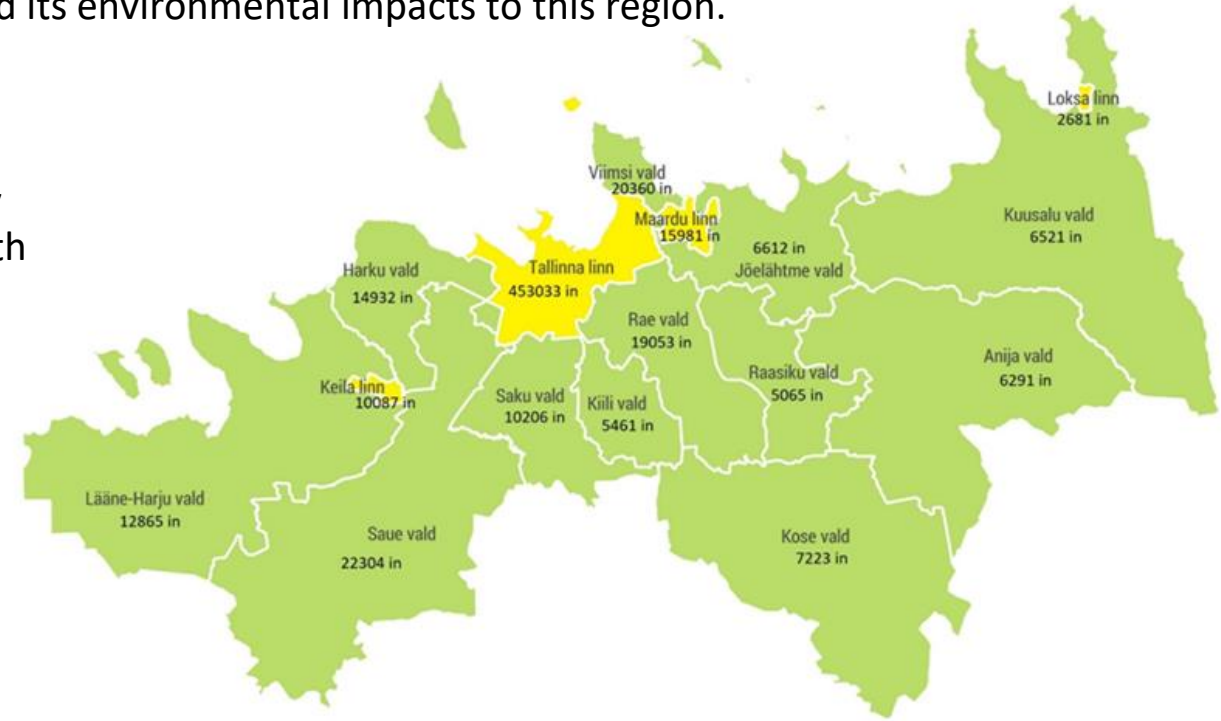 d its environmental impacts to this region.
th
Loksa linn
2681 in
Viimsi vald
20360 in
Maardu linn
15981 in
Kuusalu vald
6521 in
6612 in
Jõelähtme vald
Harku vald
14932 in
Tallinna linn
453033 in
Rae vald
19053 in
Anija vald
6291 in
Raasiku vald
5065 in
Keila linn
10087 in
Saku vald
10206 in
Kiili vald
5461 in
Lääne-Harju vald
12865 in
Saue vald
22304 in
Kose vald
7223 in